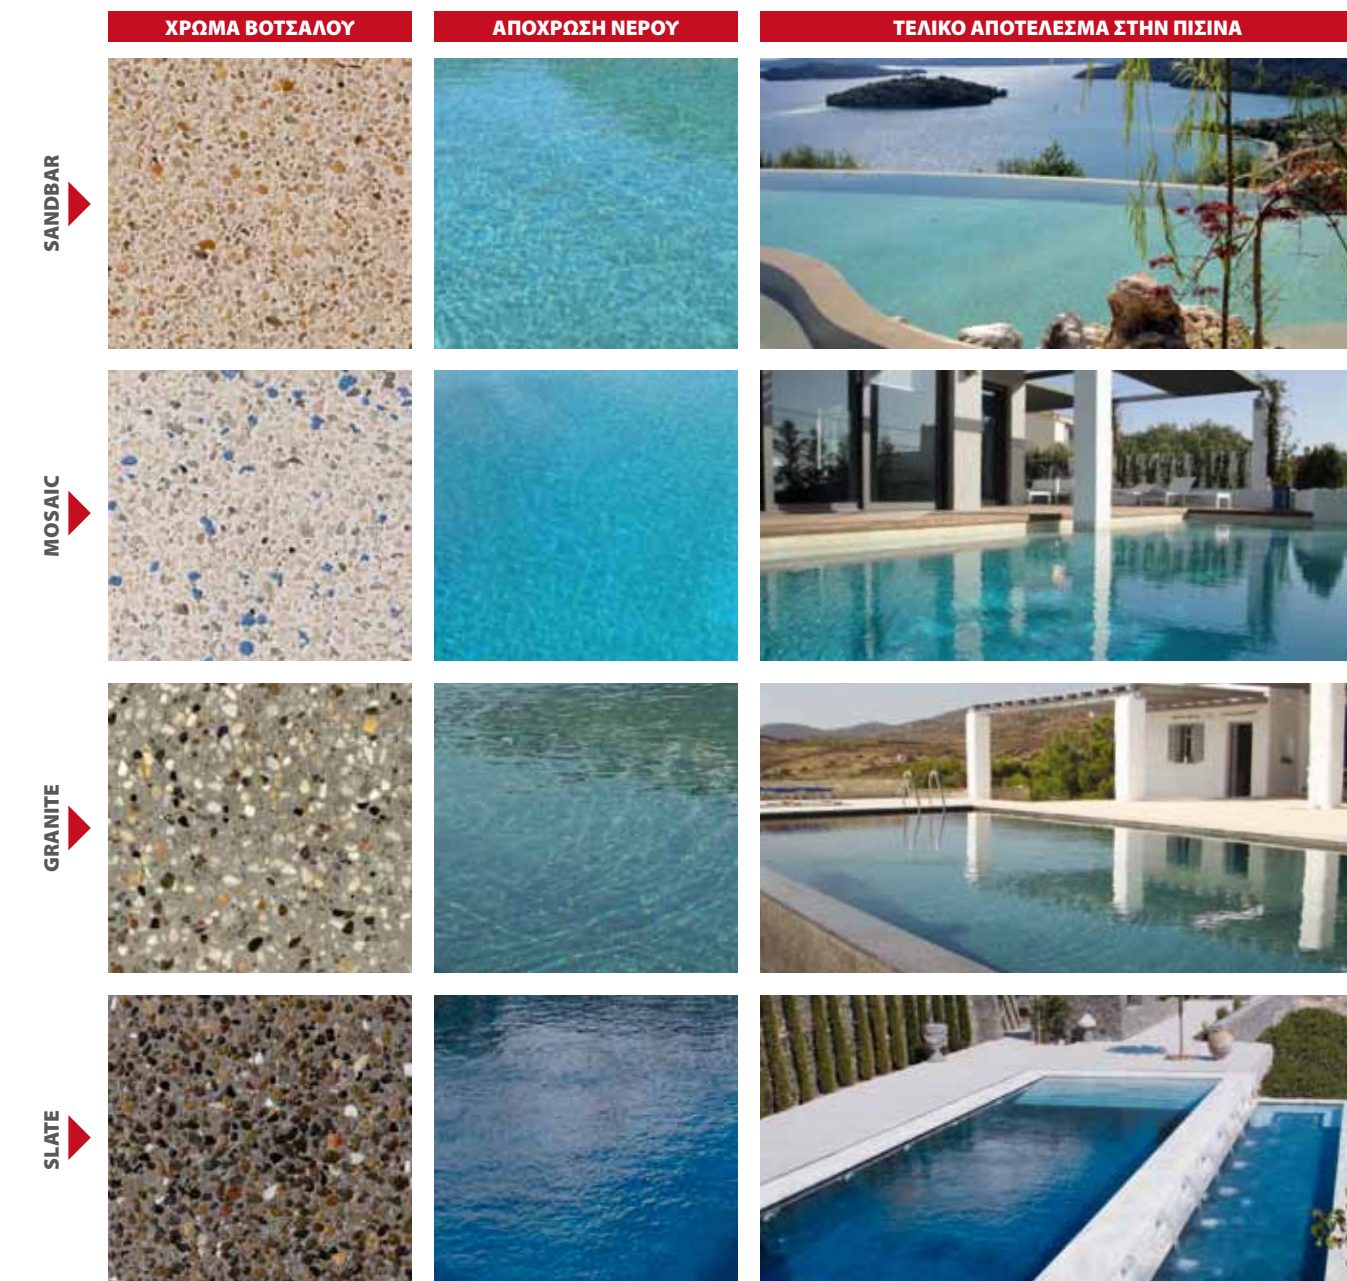 ΧΡΩΜΑ ΒΟΤΣΑΛΟΥ
ΑΠΟΧΡΩΣΗ ΝΕΡΟΥ
ΤΕΛΙΚΟ ΑΠΟΤΕΛΕΣΜΑ ΣΤΗΝ ΠΙΣΙΝΑ
SANDBAR
MOSAIC
GRANITE
SLATE